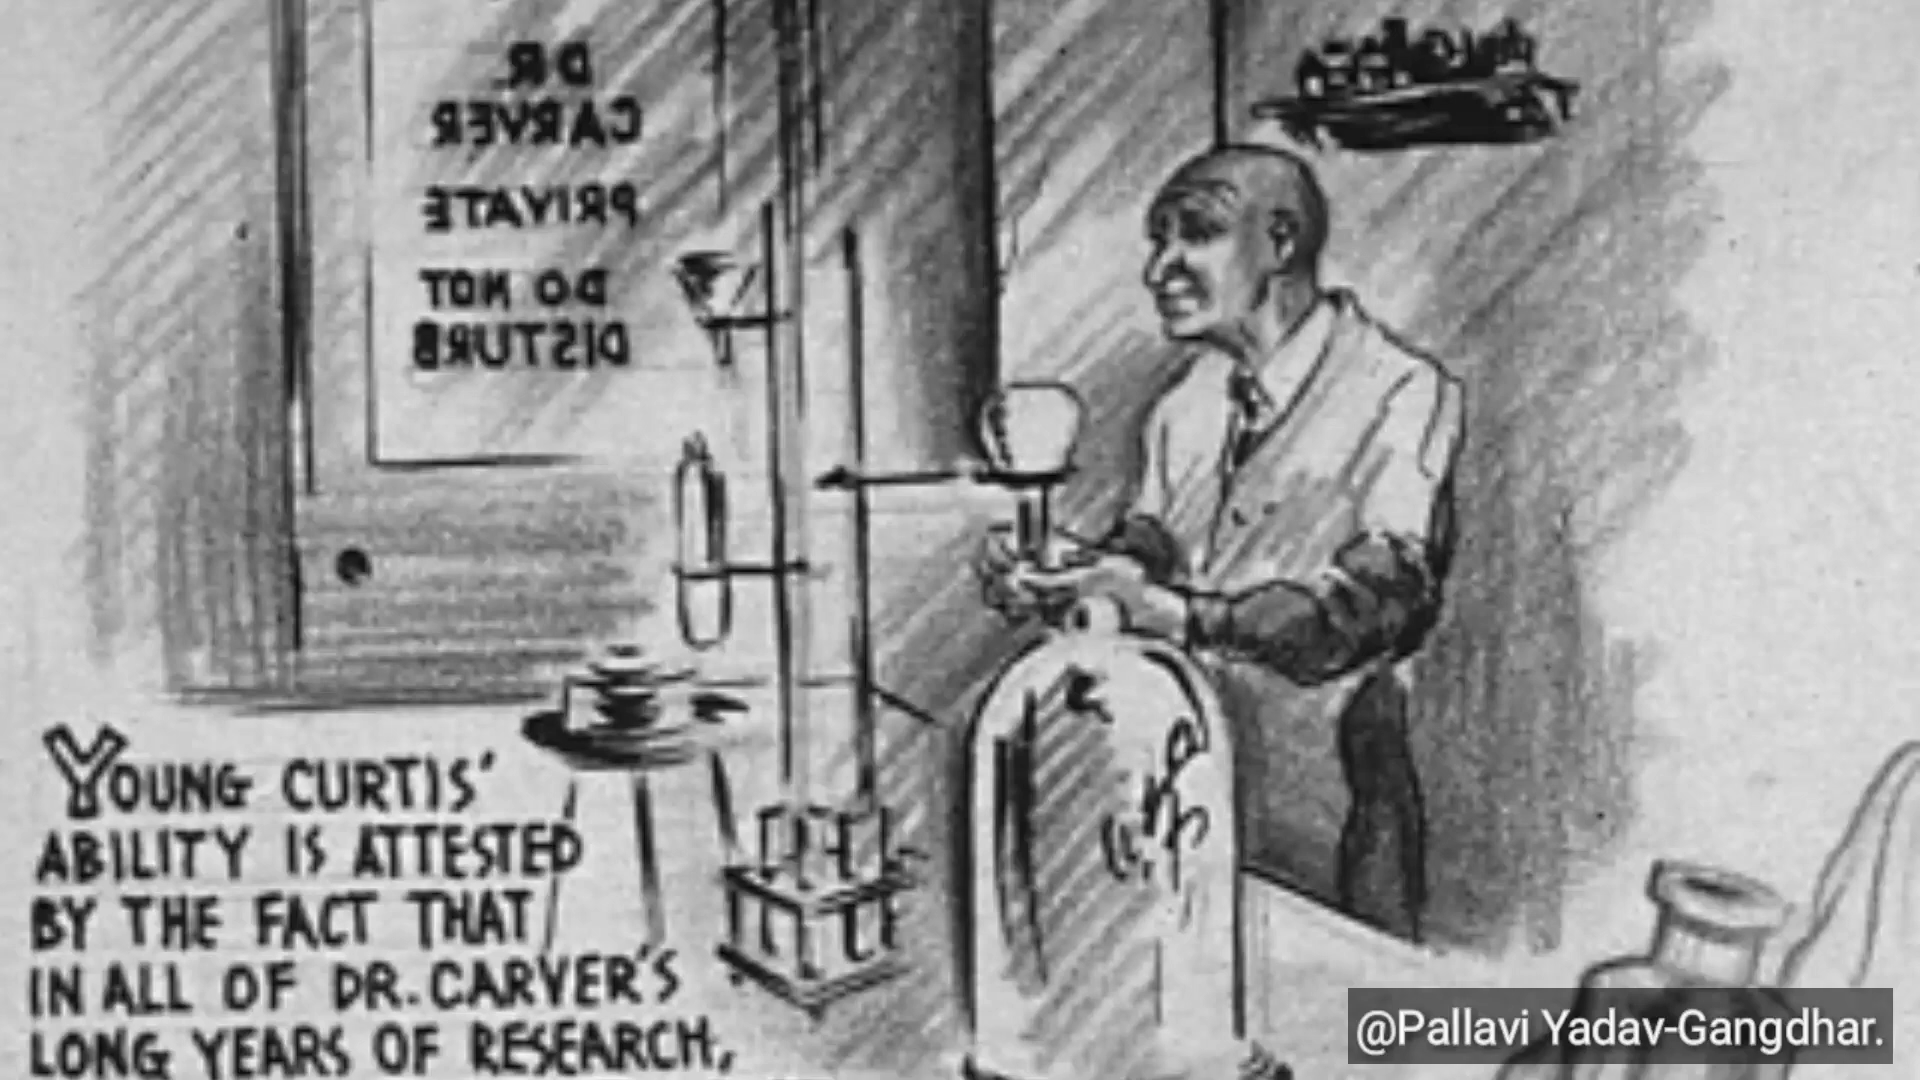 DR.
CARVER
PRIVATE
DO NOT
DISTURB
YOUNG CURTIS'
ABILITY IS ATTESTED
BY THE FACT THAT
IN ALL OF DR. CARVER'S
LONG YEARS OF RESEARCH,
@Pallavi Yadav-Gangdhar.